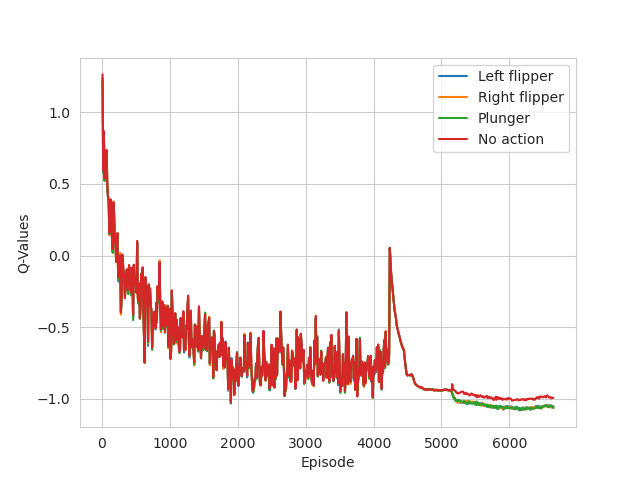 Left flipper
Right flipper
Plunger
No action
1.0
0.5
0.0
−0.5
−1.0
Q-Values
0 1000 2000 3000 4000 5000 6000
Episode